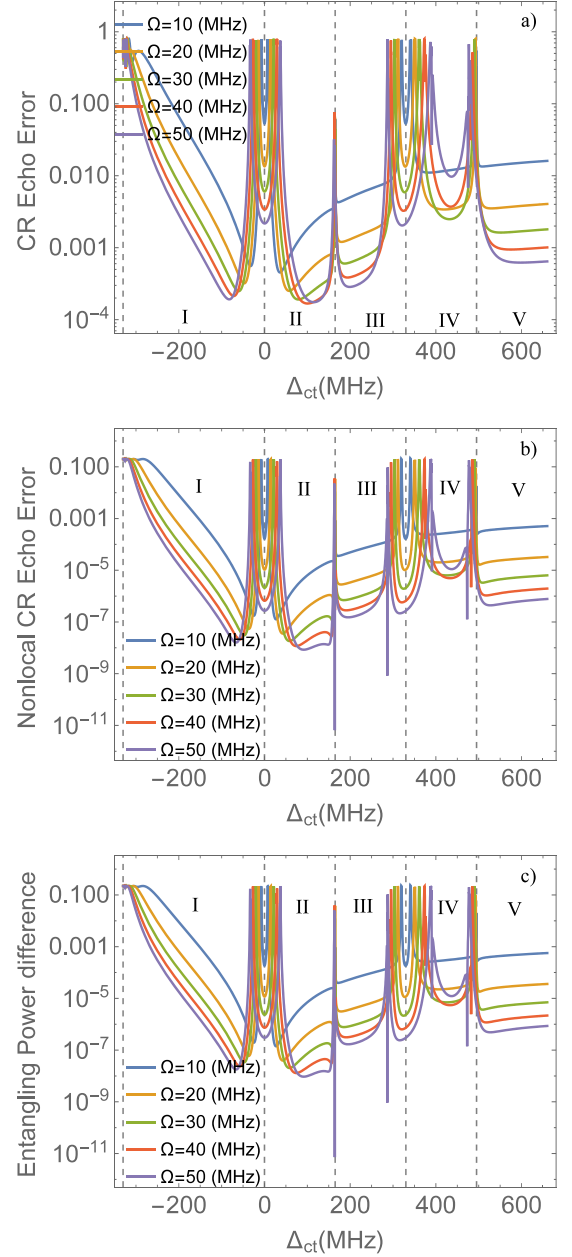 a)
1
0.100
0.010
0.001
10⁻⁴
CR Echo Error
Ω=10 (MHz)
Ω=20 (MHz)
Ω=30 (MHz)
Ω=40 (MHz)
Ω=50 (MHz)
I II III IV V
−200 0 200 400 600
Δct(MHz)
b)
0.100
0.001
10⁻⁵
10⁻⁷
10⁻⁹
10⁻¹¹
Nonlocal CR Echo Error
I II III IV V
Ω=10 (MHz)
Ω=20 (MHz)
Ω=30 (MHz)
Ω=40 (MHz)
Ω=50 (MHz)
−200 0 200 400 600
Δct(MHz)
c)
0.100
0.001
10⁻⁵
10⁻⁷
10⁻⁹
10⁻¹¹
Entangling Power difference
I II III IV V
Ω=10 (MHz)
Ω=20 (MHz)
Ω=30 (MHz)
Ω=40 (MHz)
Ω=50 (MHz)
−200 0 200 400 600
Δct(MHz)